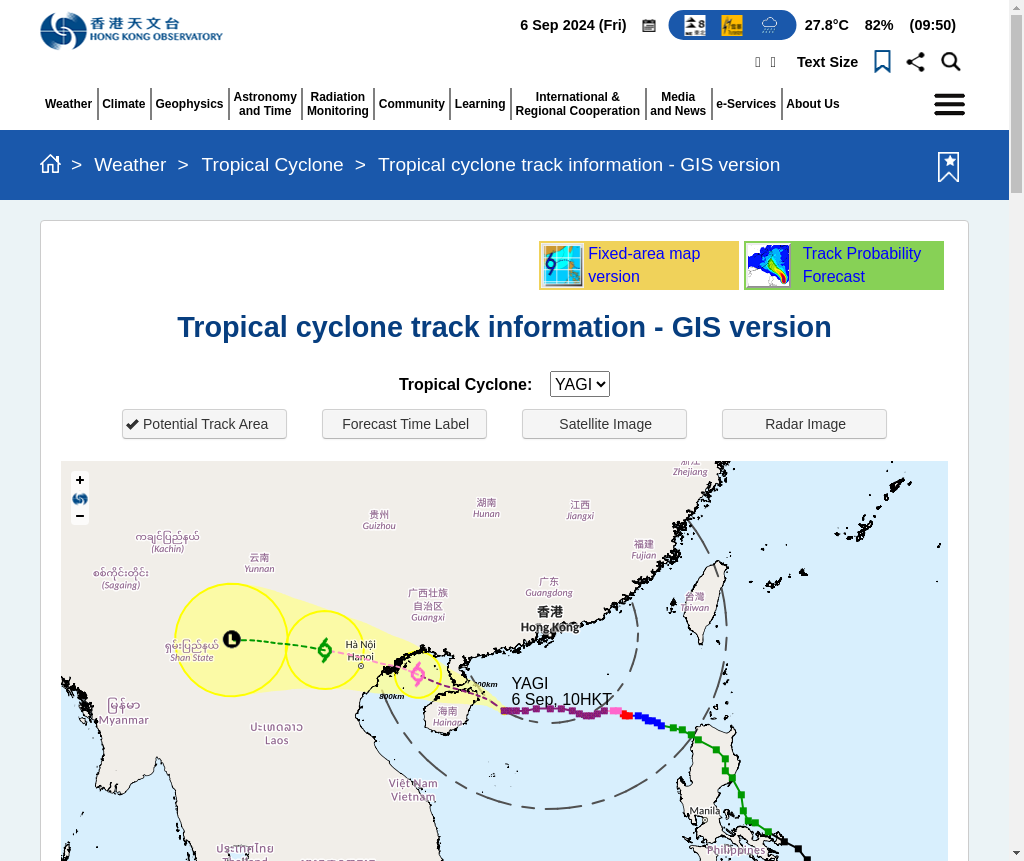 香港天文台
HONG KONG OBSERVATORY
6 Sep 2024 (Fri)
27.8°C 82% (09:50)
Text Size
Weather
Climate
Geophysics
Astronomy
and Time
Radiation
Monitoring
Community
Learning
International &
Regional Cooperation
Media
and News
e-Services
About Us
> Weather > Tropical Cyclone > Tropical cyclone track information - GIS version
Fixed-area map
version
Track Probability
Forecast
Tropical cyclone track information - GIS version
Tropical Cyclone: YAGI
Potential Track Area
Forecast Time Label
Satellite Image
Radar Image
+
−
浙江
Zhejiang
湖南
Hunan
江西
Jiangxi
贵州
Guizhou
ကချင်ပြည်နယ်
(Kachin)
福建
Fujian
云南
Yunnan
စစ်ကိုင်းတိုင်း
(Sagaing)
广东
Guangdong
广西壮族
自治区
Guangxi
台灣
Taiwan
香港
Hong Kong
ရှမ်းပြည်နယ်
Shan State
L
Hà Nội
Hanoi
YAGI
6 Sep, 10HKT
800km
海南
Hainan
မြန်မာ
Myanmar
ປະເທດລາວ
Laos
Việt Nam
Vietnam
Manila
ประเทศไทย
Thailand
Philippines